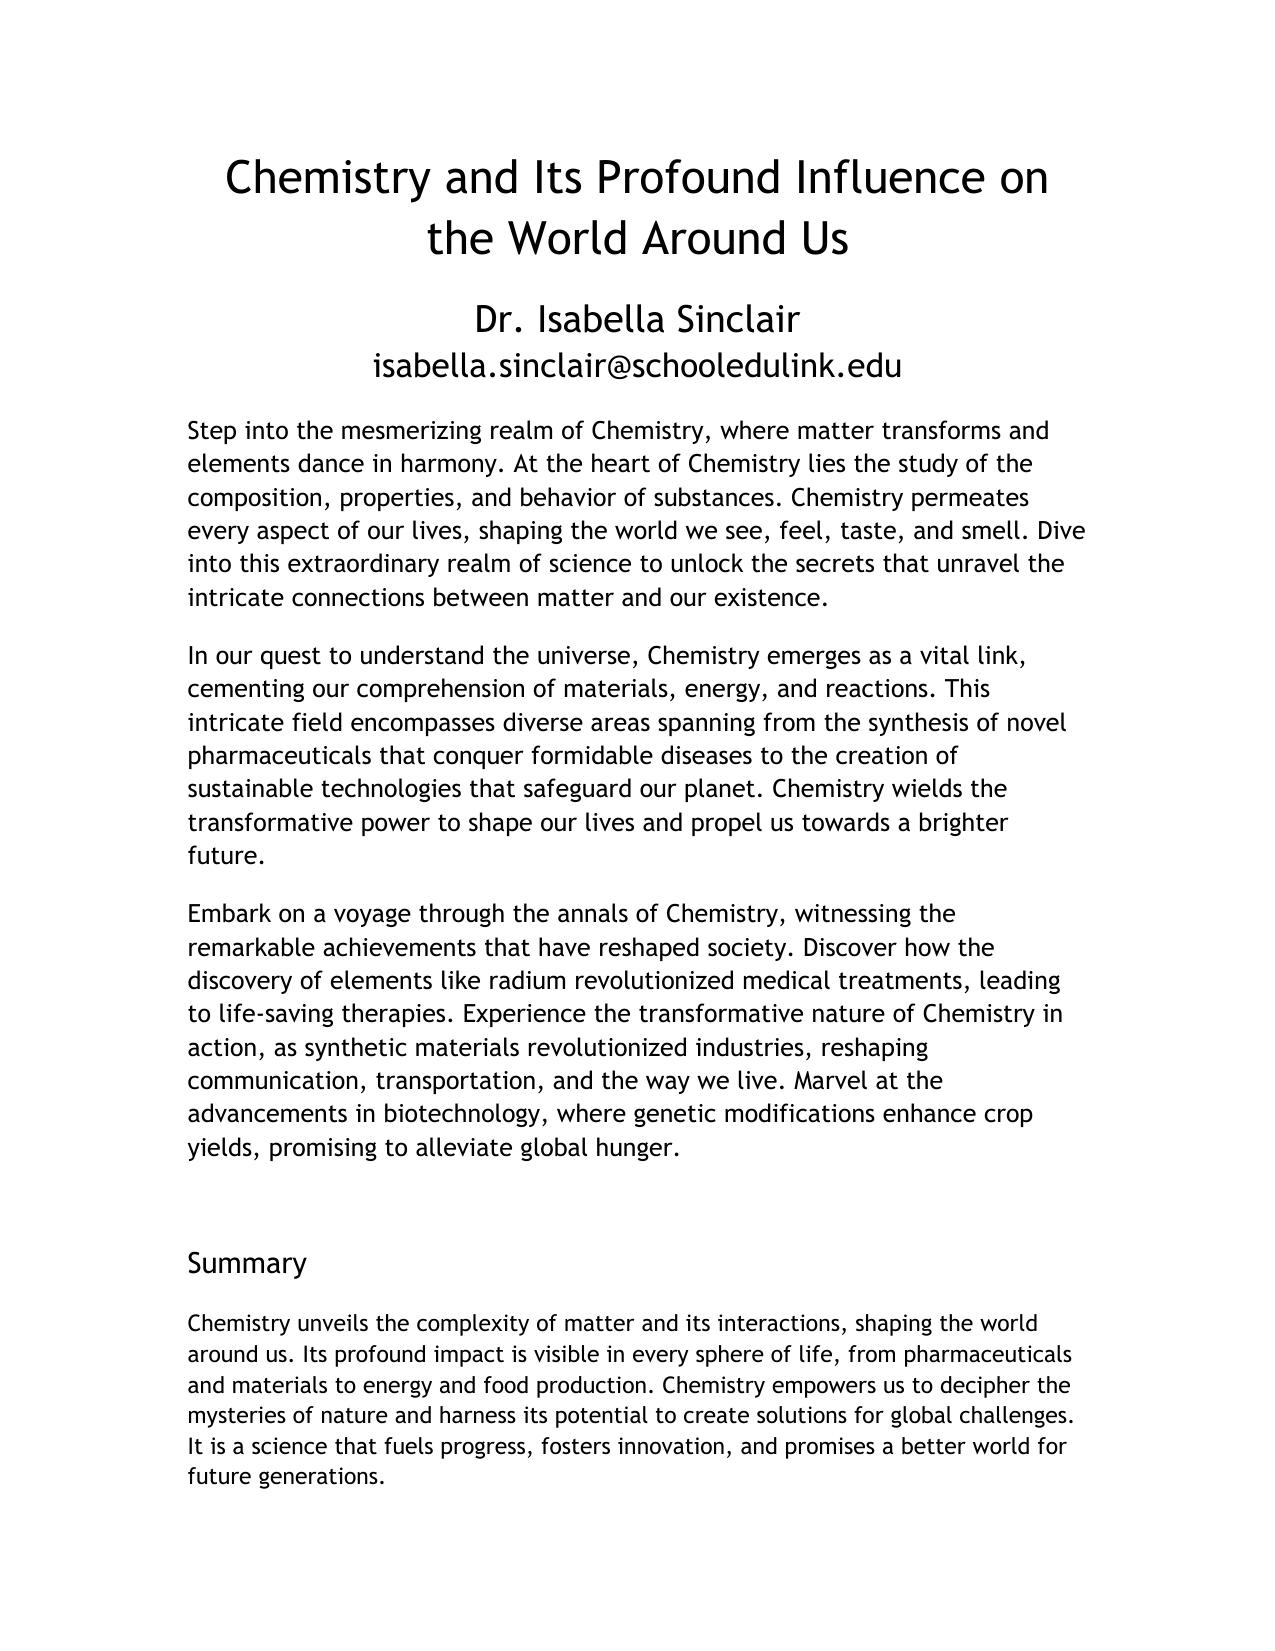 Chemistry and Its Profound Influence on
the World Around Us
Dr. Isabella Sinclair
isabella.sinclair@schooledulink.edu
Step into the mesmerizing realm of Chemistry, where matter transforms and
elements dance in harmony. At the heart of Chemistry lies the study of the
composition, properties, and behavior of substances. Chemistry permeates
every aspect of our lives, shaping the world we see, feel, taste, and smell. Dive
into this extraordinary realm of science to unlock the secrets that unravel the
intricate connections between matter and our existence.
In our quest to understand the universe, Chemistry emerges as a vital link,
cementing our comprehension of materials, energy, and reactions. This
intricate field encompasses diverse areas spanning from the synthesis of novel
pharmaceuticals that conquer formidable diseases to the creation of
sustainable technologies that safeguard our planet. Chemistry wields the
transformative power to shape our lives and propel us towards a brighter
future.
Embark on a voyage through the annals of Chemistry, witnessing the
remarkable achievements that have reshaped society. Discover how the
discovery of elements like radium revolutionized medical treatments, leading
to life-saving therapies. Experience the transformative nature of Chemistry in
action, as synthetic materials revolutionized industries, reshaping
communication, transportation, and the way we live. Marvel at the
advancements in biotechnology, where genetic modifications enhance crop
yields, promising to alleviate global hunger.
Summary
Chemistry unveils the complexity of matter and its interactions, shaping the world
around us. Its profound impact is visible in every sphere of life, from pharmaceuticals
and materials to energy and food production. Chemistry empowers us to decipher the
mysteries of nature and harness its potential to create solutions for global challenges.
It is a science that fuels progress, fosters innovation, and promises a better world for
future generations.